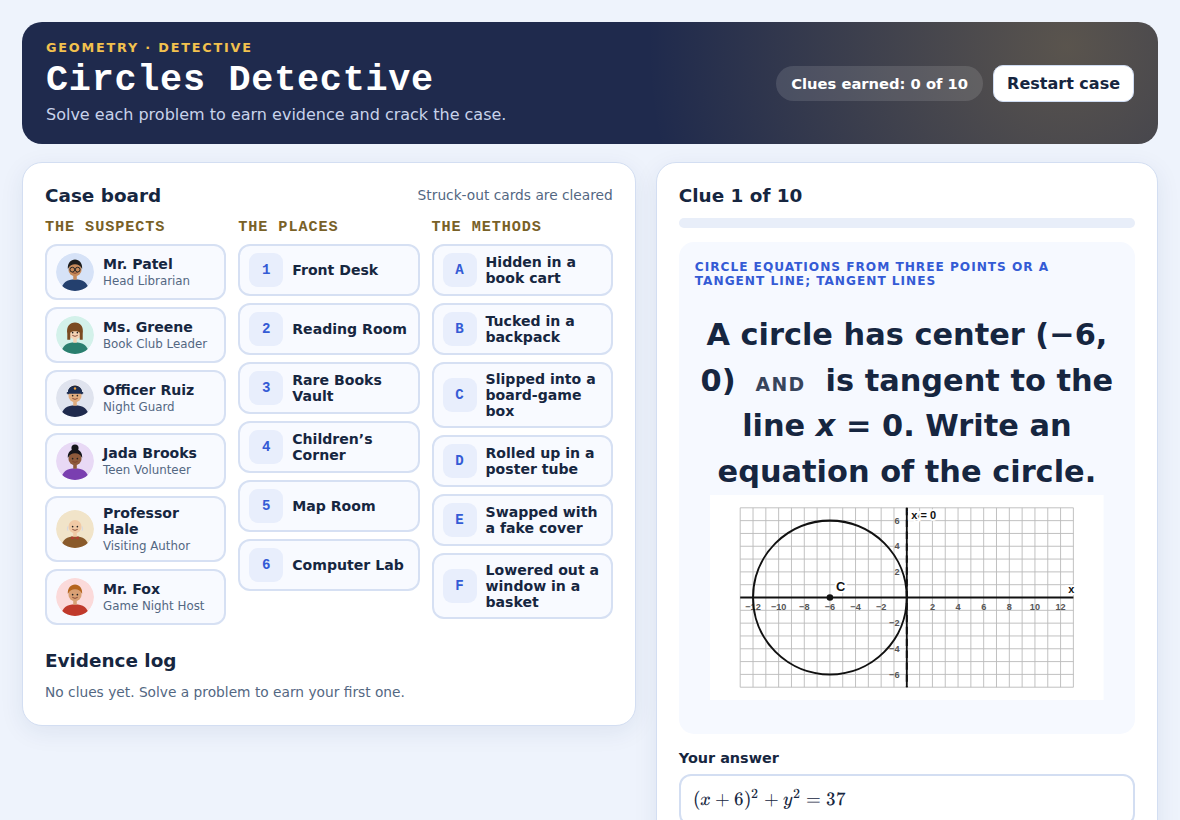 GEOMETRY · DETECTIVE
Circles Detective
Solve each problem to earn evidence and crack the case.
Clues earned: 0 of 10
Restart case
Case board
Struck-out cards are cleared
THE SUSPECTS
Mr. Patel
Head Librarian
Ms. Greene
Book Club Leader
Officer Ruiz
Night Guard
Jada Brooks
Teen Volunteer
Professor
Hale
Visiting Author
Mr. Fox
Game Night Host
THE PLACES
1 Front Desk
2 Reading Room
3 Rare Books
Vault
4 Children’s
Corner
5 Map Room
6 Computer Lab
THE METHODS
A Hidden in a
book cart
B Tucked in a
backpack
C Slipped into a
board-game
box
D Rolled up in a
poster tube
E Swapped with
a fake cover
F Lowered out a
window in a
basket
Evidence log
No clues yet. Solve a problem to earn your first one.
Clue 1 of 10
CIRCLE EQUATIONS FROM THREE POINTS OR A
TANGENT LINE; TANGENT LINES
A circle has center (−6,
0) AND is tangent to the
line x = 0. Write an
equation of the circle.
x = 0
6
4
2
C
x
−12 −10 −8 −6 −4 −2 2 4 6 8 10 12
−2
−4
−6
Your answer
(x + 6)² + y² = 37